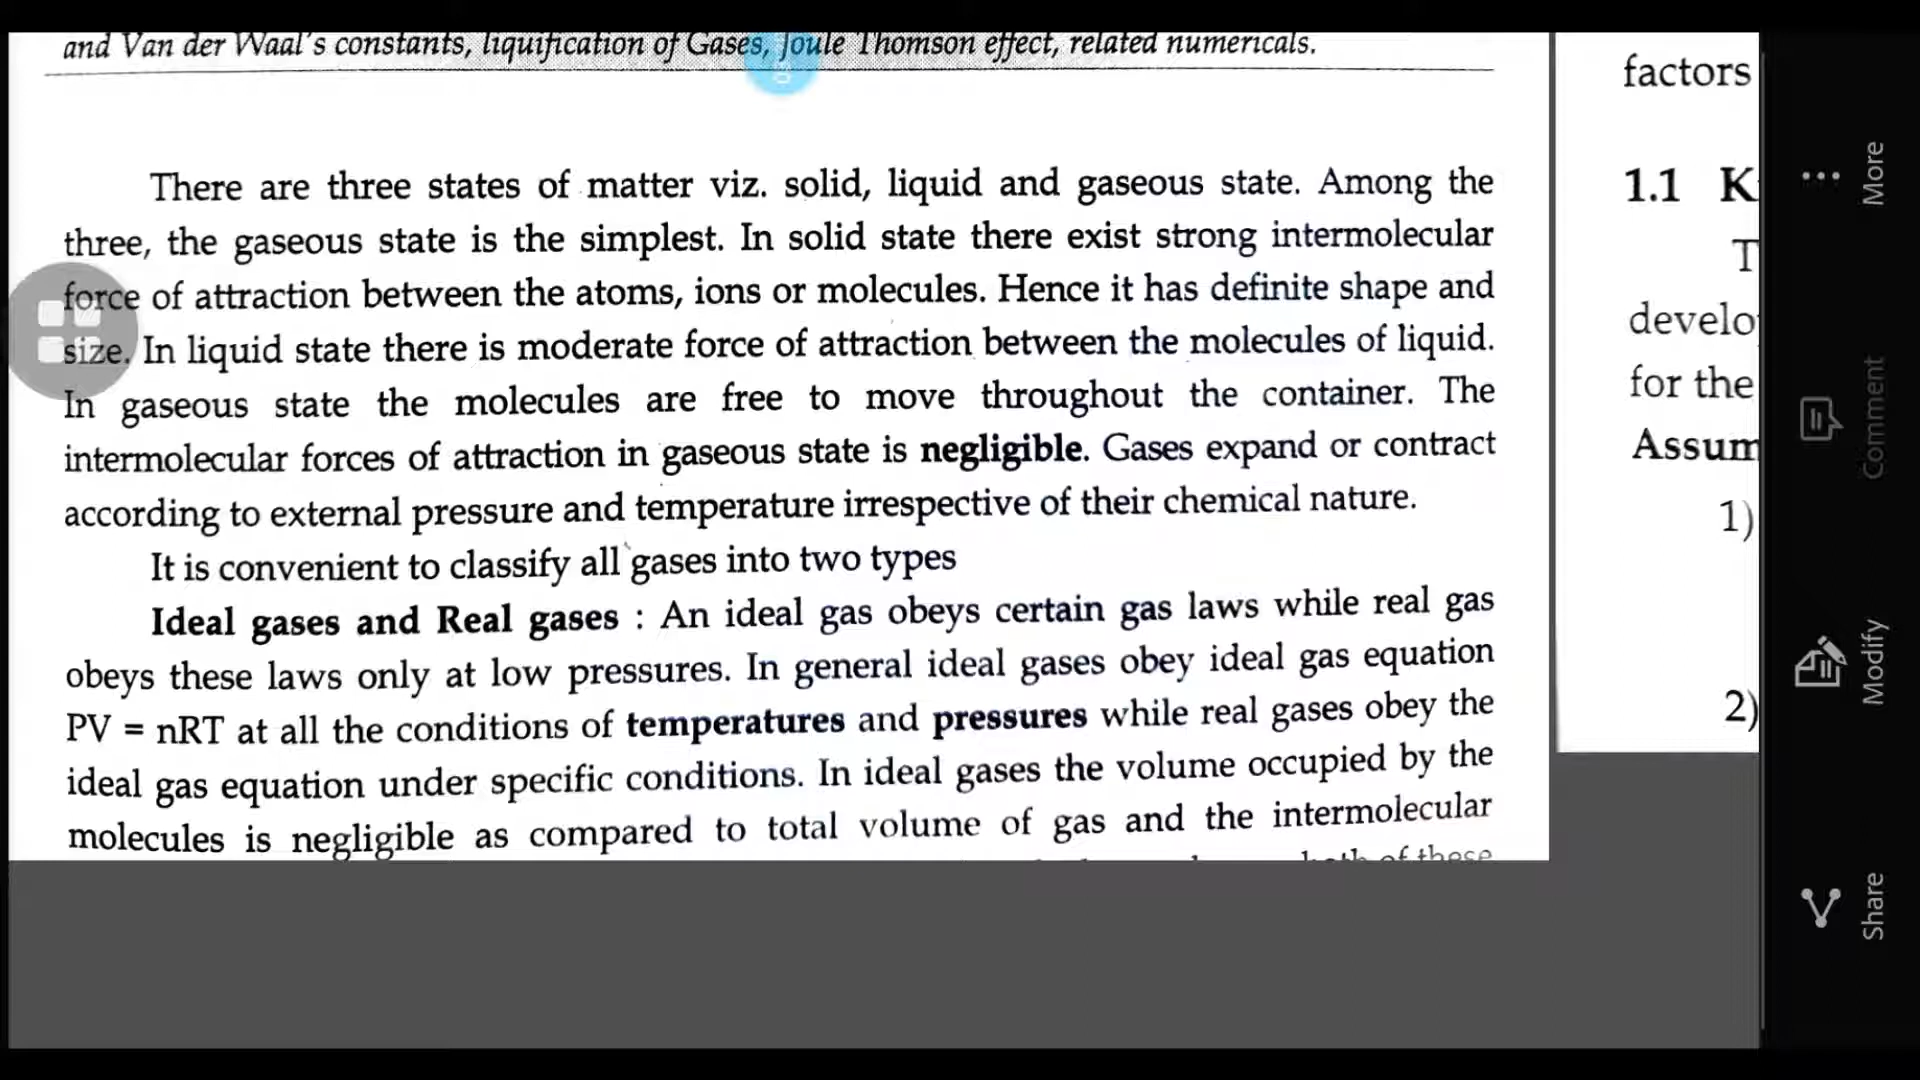 and Van der Waal's constants, liquification of Gases, Joule Thomson effect, related numericals.
There are three states of matter viz. solid, liquid and gaseous state. Among the
three, the gaseous state is the simplest. In solid state there exist strong intermolecular
force of attraction between the atoms, ions or molecules. Hence it has definite shape and
size. In liquid state there is moderate force of attraction between the molecules of liquid.
In gaseous state the molecules are free to move throughout the container. The
intermolecular forces of attraction in gaseous state is negligible. Gases expand or contract
according to external pressure and temperature irrespective of their chemical nature.
It is convenient to classify all gases into two types
Ideal gases and Real gases : An ideal gas obeys certain gas laws while real gas
obeys these laws only at low pressures. In general ideal gases obey ideal gas equation
PV = nRT at all the conditions of temperatures and pressures while real gases obey the
ideal gas equation under specific conditions. In ideal gases the volume occupied by the
molecules is negligible as compared to total volume of gas and the intermolecular
both of these
factors
1.1 K
T
develo
for the
Assum
1)
2)
More
Comment
Modify
Share